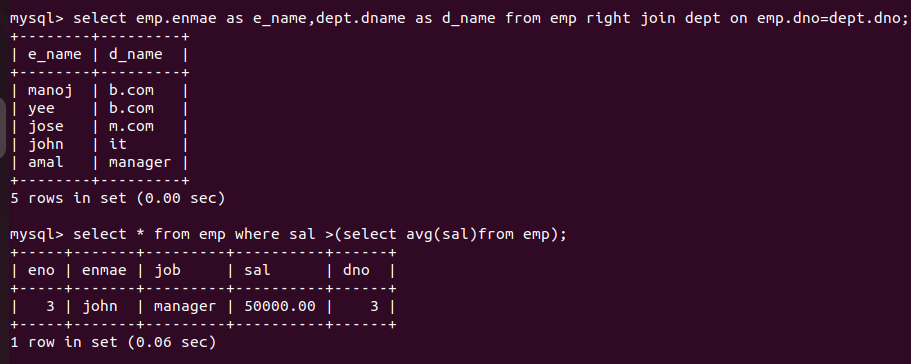 mysql> select emp.enmae as e_name,dept.dname as d_name from emp right join dept on emp.dno=dept.dno;
+--------+---------+
| e_name | d_name  |
+--------+---------+
| manoj  | b.com   |
| yee    | b.com   |
| jose   | m.com   |
| john   | it      |
| amal   | manager |
+--------+---------+
5 rows in set (0.00 sec)

mysql> select * from emp where sal >(select avg(sal)from emp);
+-----+-------+---------+----------+------+
| eno | enmae | job     | sal      | dno  |
+-----+-------+---------+----------+------+
|   3 | john  | manager | 50000.00 |    3 |
+-----+-------+---------+----------+------+
1 row in set (0.06 sec)